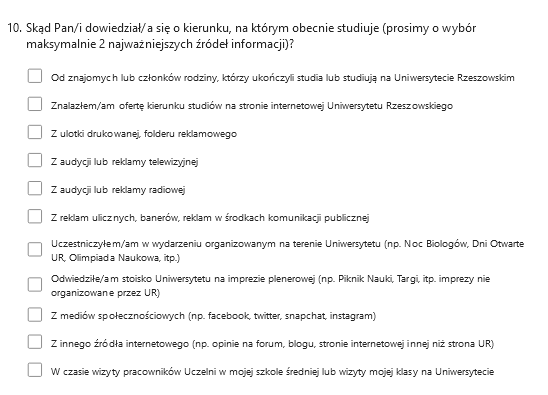 10. Skąd Pan/i dowiedział/a się o kierunku, na którym obecnie studiuje (prosimy o wybór
maksymalnie 2 najważniejszych źródeł informacji)?
Od znajomych lub członków rodziny, którzy ukończyli studia lub studiują na Uniwersytecie Rzeszowskim
Znalazłem/am ofertę kierunku studiów na stronie internetowej Uniwersytetu Rzeszowskiego
Z ulotki drukowanej, folderu reklamowego
Z audycji lub reklamy telewizyjnej
Z audycji lub reklamy radiowej
Z reklam ulicznych, banerów, reklam w środkach komunikacji publicznej
Uczestniczyłem/am w wydarzeniu organizowanym na terenie Uniwersytetu (np. Noc Biologów, Dni Otwarte
UR, Olimpiada Naukowa, itp.)
Odwiedziłe/am stoisko Uniwersytetu na imprezie plenerowej (np. Piknik Nauki, Targi, itp. imprezy nie
organizowane przez UR)
Z mediów społecznościowych (np. facebook, twitter, snapchat, instagram)
Z innego źródła internetowego (np. opinie na forum, blogu, stronie internetowej innej niż strona UR)
W czasie wizyty pracowników Uczelni w mojej szkole średniej lub wizyty mojej klasy na Uniwersytecie